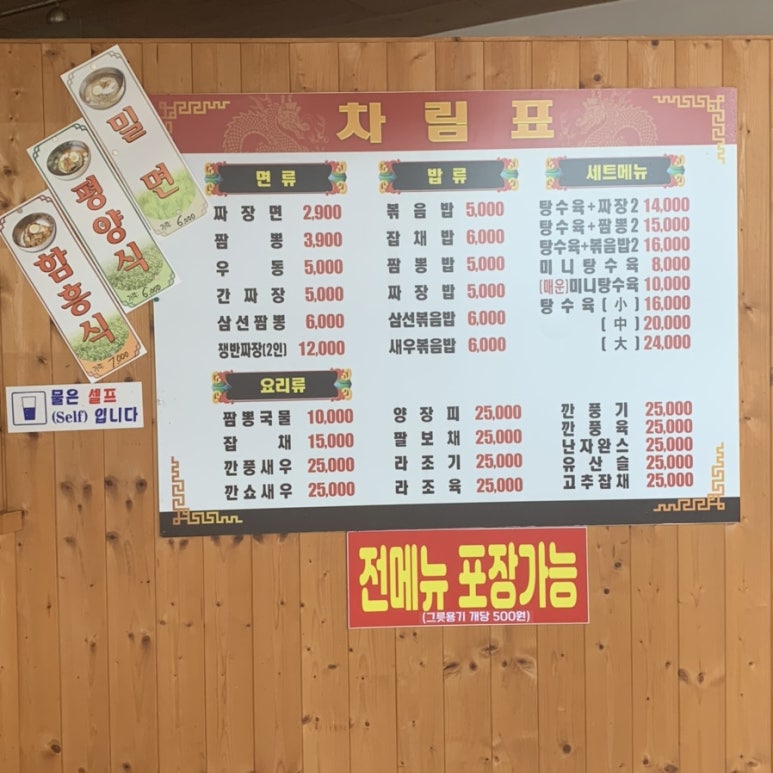 차림표
밀면
가격 6,000
평양식
가격 6,000
함흥식
가격 7,000
물은 셀프
(Self) 입니다
면류
짜장면 2,900
짬뽕 3,900
우동 5,000
간짜장 5,000
삼선짬뽕 6,000
쟁반짜장(2인) 12,000
밥류
볶음밥 5,000
잡채밥 6,000
짬뽕밥 5,000
짜장밥 5,000
삼선볶음밥 6,000
새우볶음밥 6,000
세트메뉴
탕수육+짜장2 14,000
탕수육+짬뽕2 15,000
탕수육+볶음밥2 16,000
미니탕수육 8,000
[매운]미니탕수육 10,000
탕수육 [小] 16,000
[中] 20,000
[大] 24,000
요리류
짬뽕국물 10,000
잡채 15,000
깐풍새우 25,000
깐쇼새우 25,000
양장피 25,000
팔보채 25,000
라조기 25,000
라조육 25,000
깐풍기 25,000
깐풍육 25,000
난자완스 25,000
유산슬 25,000
고추잡채 25,000
전메뉴 포장가능
(그릇용기 개당 500원)